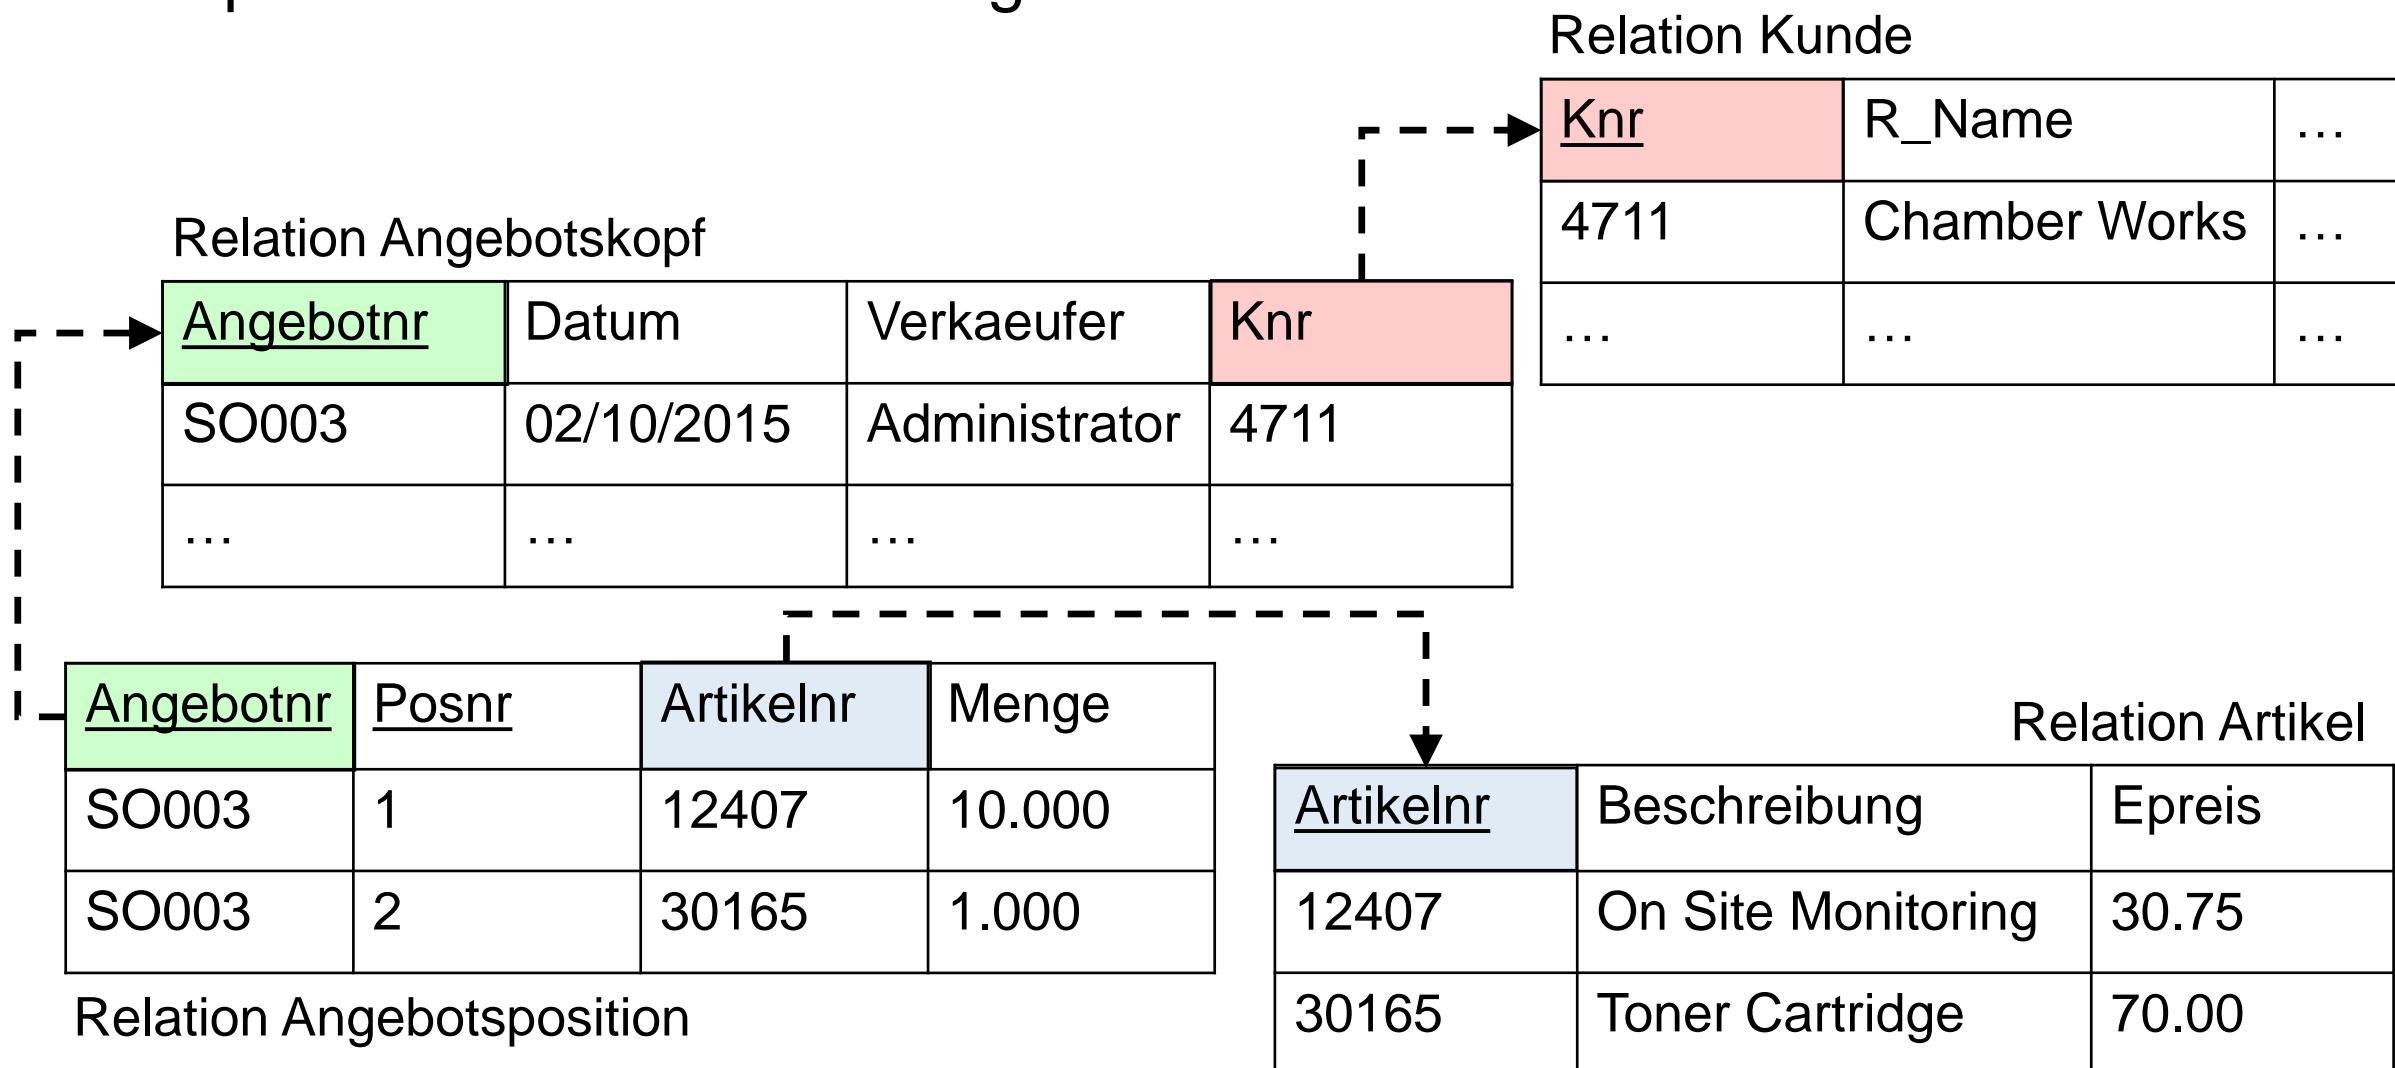 Relation Kunde
Knr R_Name …
4711 Chamber Works …
… … …
Relation Angebotskopf
Angebotnr Datum Verkaeufer Knr
SO003 02/10/2015 Administrator 4711
… … … …
Angebotnr Posnr Artikelnr Menge
SO003 1 12407 10.000
SO003 2 30165 1.000
Relation Angebotsposition
Relation Artikel
Artikelnr Beschreibung Epreis
12407 On Site Monitoring 30.75
30165 Toner Cartridge 70.00